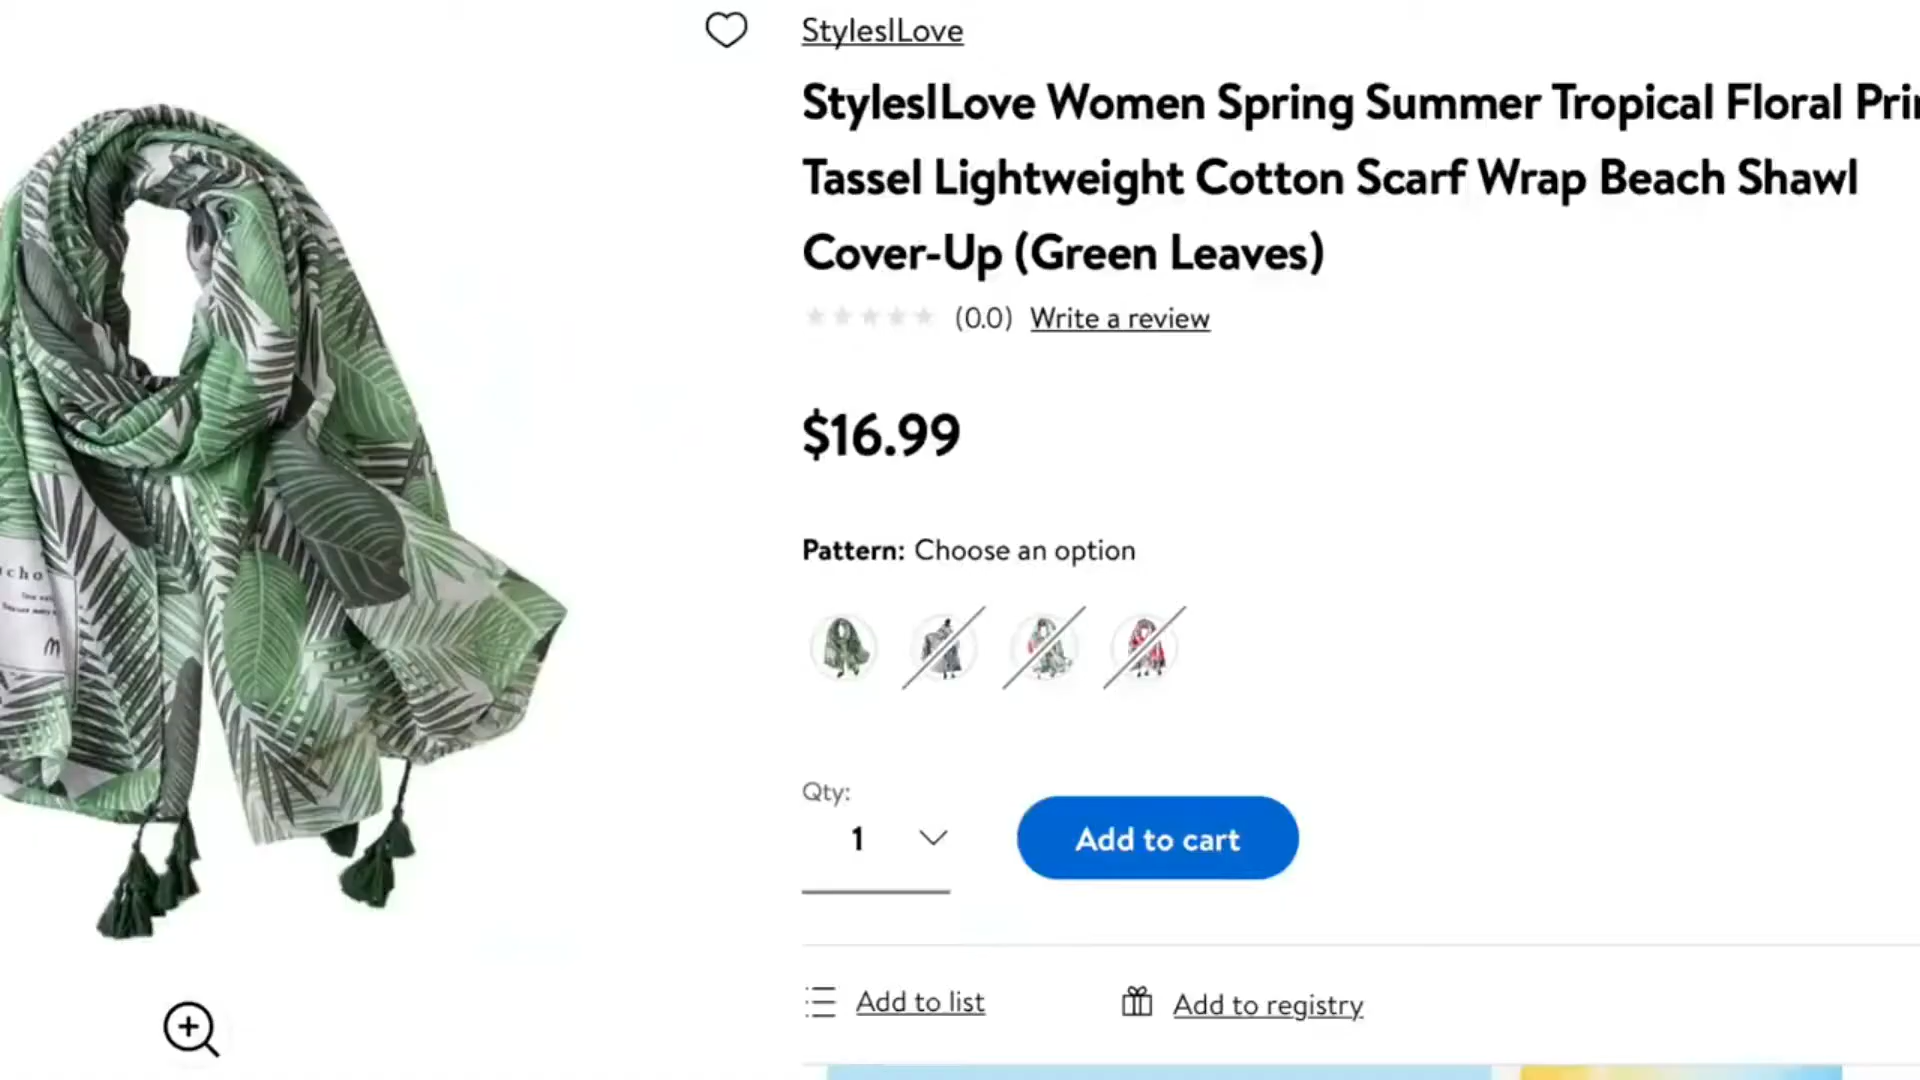 StylesILove
StylesILove Women Spring Summer Tropical Floral
Tassel Lightweight Cotton Scarf Wrap Beach Shawl
Cover-Up (Green Leaves)
(0.0) Write a review
$16.99
Pattern: Choose an option
Qty:
1
Add to cart
Add to list
Add to registry